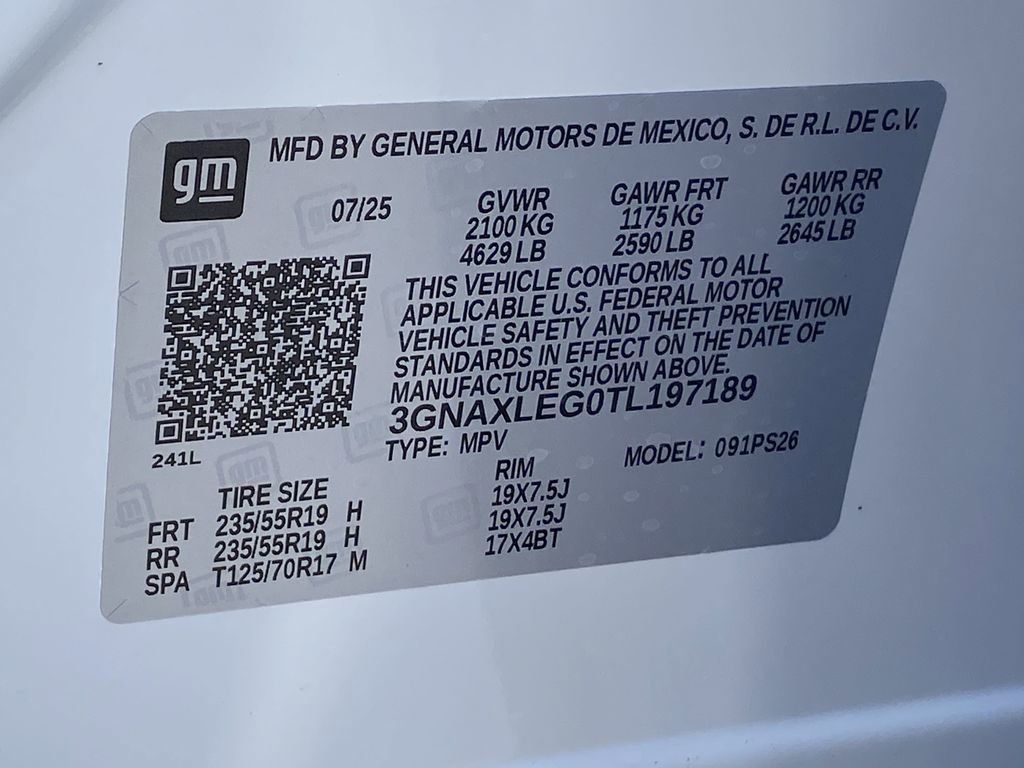 gm
MFD BY GENERAL MOTORS DE MEXICO, S. DE R.L. DE C.V.
07/25
GVWR GAWR FRT GAWR RR
2100 KG 1175 KG 1200 KG
4629 LB 2590 LB 2645 LB
THIS VEHICLE CONFORMS TO ALL
APPLICABLE U.S. FEDERAL MOTOR
VEHICLE SAFETY AND THEFT PREVENTION
STANDARDS IN EFFECT ON THE DATE OF
MANUFACTURE SHOWN ABOVE.
3GNAXLEG0TL197189
TYPE: MPV MODEL: 091PS26
241L
TIRE SIZE RIM
FRT 235/55R19 H 19X7.5J
RR 235/55R19 H 19X7.5J
SPA T125/70R17 M 17X4BT